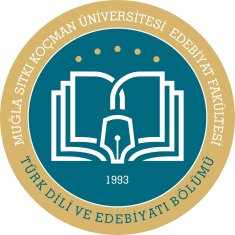 MUĞLA SITKI KOÇMAN ÜNİVERSİTESİ EDEBİYAT FAKÜLTESİ
1993
TÜRK DİLİ VE EDEBİYATI BÖLÜMÜ